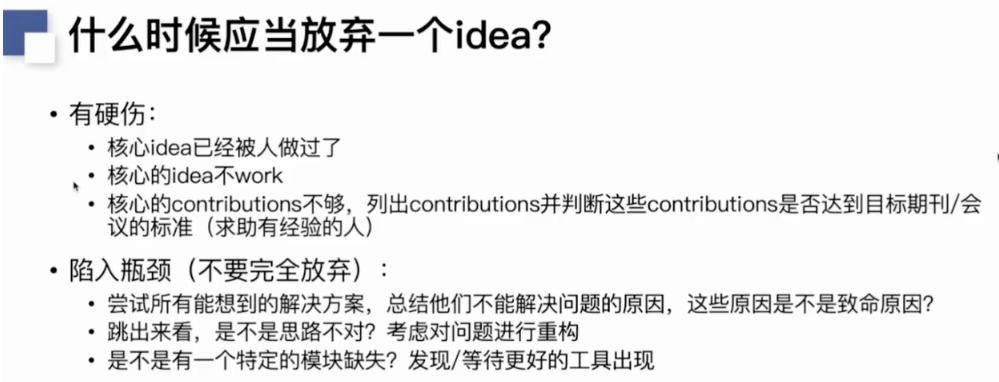 什么时候应当放弃一个idea?
• 有硬伤：
• 核心idea已经被人做过了
• 核心的idea不work
• 核心的contributions不够，列出contributions并判断这些contributions是否达到目标期刊/会
议的标准（求助有经验的人）
• 陷入瓶颈（不要完全放弃）：
• 尝试所有能想到的解决方案，总结他们不能解决问题的原因，这些原因是不是致命原因？
• 跳出来看，是不是思路不对？考虑对问题进行重构
• 是不是有一个特定的模块缺失？发现/等待更好的工具出现